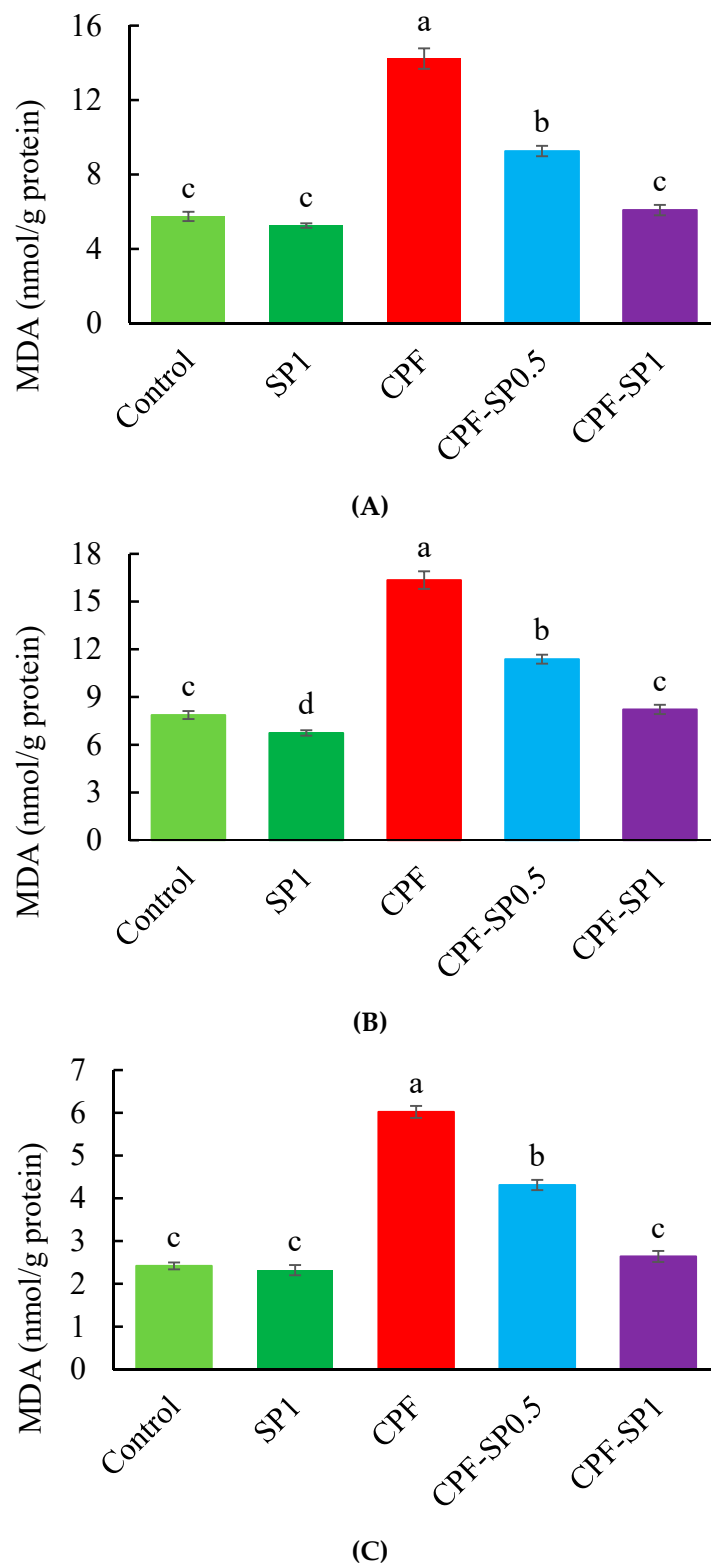 MDA (nmol/g protein)
16
12
8
4
0
c
c
a
b
c
Control
SP1
CPF
CPF-SP0.5
CPF-SP1
(A)
MDA (nmol/g protein)
18
15
12
9
6
3
0
c
d
a
b
c
Control
SP1
CPF
CPF-SP0.5
CPF-SP1
(B)
MDA (nmol/g protein)
7
6
5
4
3
2
1
0
c
c
a
b
c
Control
SP1
CPF
CPF-SP0.5
CPF-SP1
(C)